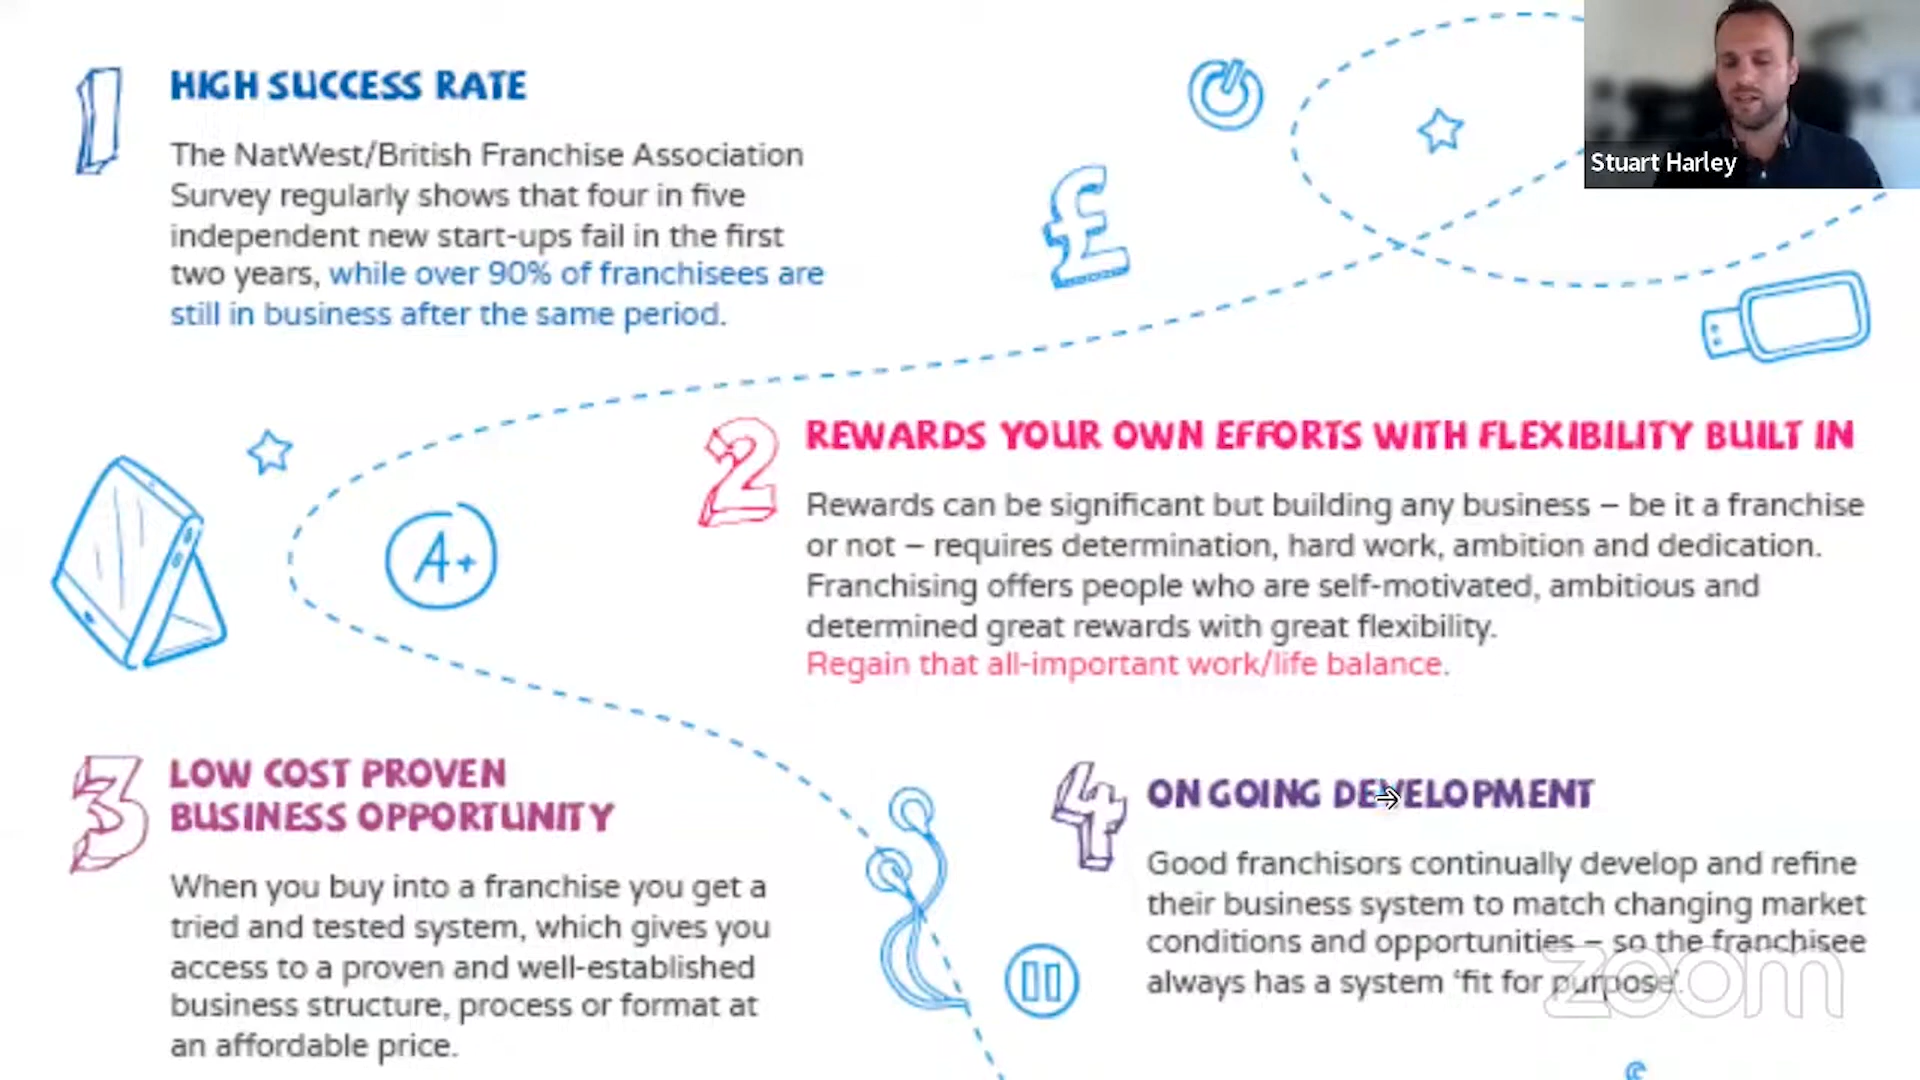 1 HIGH SUCCESS RATE
The NatWest/British Franchise Association
Survey regularly shows that four in five
independent new start-ups fail in the first
two years, while over 90% of franchisees are
still in business after the same period.
Stuart Harley
£
A+
2 REWARDS YOUR OWN EFFORTS WITH FLEXIBILITY BUILT IN
Rewards can be significant but building any business – be it a franchise
or not – requires determination, hard work, ambition and dedication.
Franchising offers people who are self-motivated, ambitious and
determined great rewards with great flexibility.
Regain that all-important work/life balance.
3 LOW COST PROVEN
BUSINESS OPPORTUNITY
When you buy into a franchise you get a
tried and tested system, which gives you
access to a proven and well-established
business structure, process or format at
an affordable price.
4 ON GOING DEVELOPMENT
Good franchisors continually develop and refine
their business system to match changing market
conditions and opportunities – so the franchisee
always has a system ‘fit for purpose’.
zoom